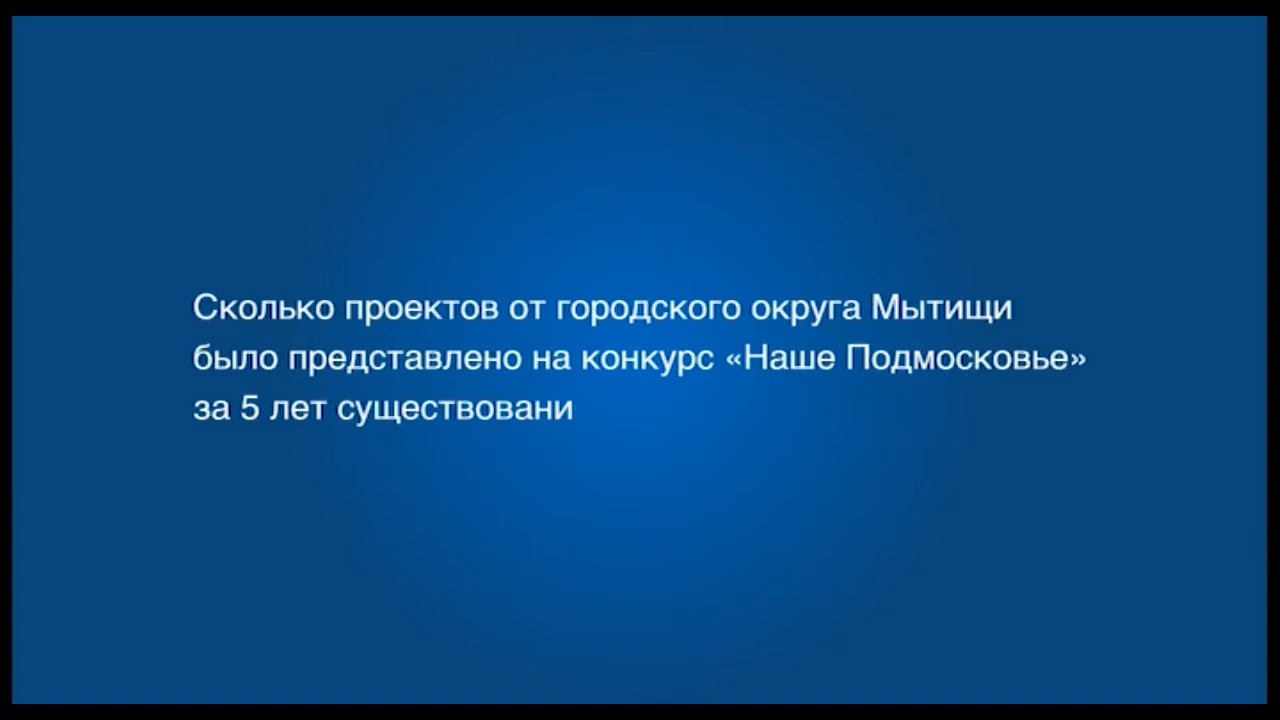 Сколько проектов от городского округа Мытищи
было представлено на конкурс «Наше Подмосковье»
за 5 лет существовани